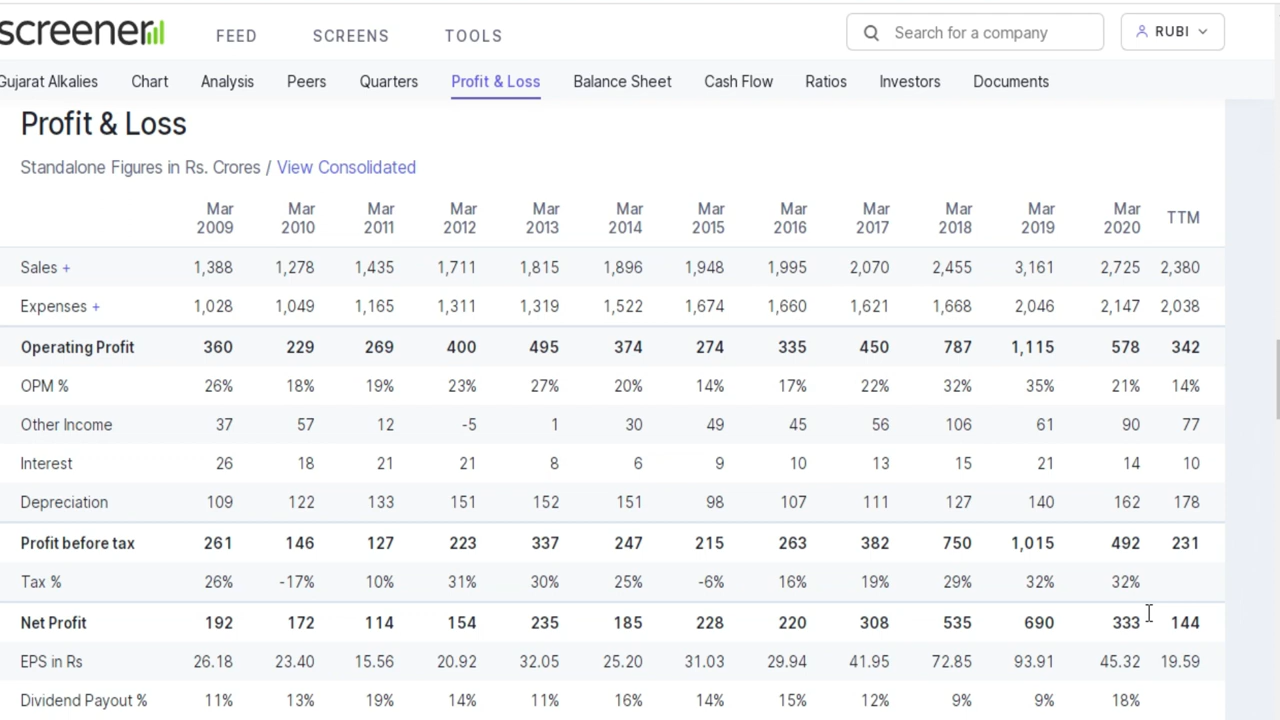 screener FEED SCREENS TOOLS Search for a company RUBI
Gujarat Alkalies Chart Analysis Peers Quarters Profit & Loss Balance Sheet Cash Flow Ratios Investors Documents
Profit & Loss
Standalone Figures in Rs. Crores / View Consolidated
Mar Mar Mar Mar Mar Mar Mar Mar Mar Mar Mar Mar
2009 2010 2011 2012 2013 2014 2015 2016 2017 2018 2019 2020 TTM
Sales + 1,388 1,278 1,435 1,711 1,815 1,896 1,948 1,995 2,070 2,455 3,161 2,725 2,380
Expenses + 1,028 1,049 1,165 1,311 1,319 1,522 1,674 1,660 1,621 1,668 2,046 2,147 2,038
Operating Profit 360 229 269 400 495 374 274 335 450 787 1,115 578 342
OPM % 26% 18% 19% 23% 27% 20% 14% 17% 22% 32% 35% 21% 14%
Other Income 37 57 12 -5 1 30 49 45 56 106 61 90 77
Interest 26 18 21 21 8 6 9 10 13 15 21 14 10
Depreciation 109 122 133 151 152 151 98 107 111 127 140 162 178
Profit before tax 261 146 127 223 337 247 215 263 382 750 1,015 492 231
Tax % 26% -17% 10% 31% 30% 25% -6% 16% 19% 29% 32% 32%
Net Profit 192 172 114 154 235 185 228 220 308 535 690 333 144
EPS in Rs 26.18 23.40 15.56 20.92 32.05 25.20 31.03 29.94 41.95 72.85 93.91 45.32 19.59
Dividend Payout % 11% 13% 19% 14% 11% 16% 14% 15% 12% 9% 9% 18%